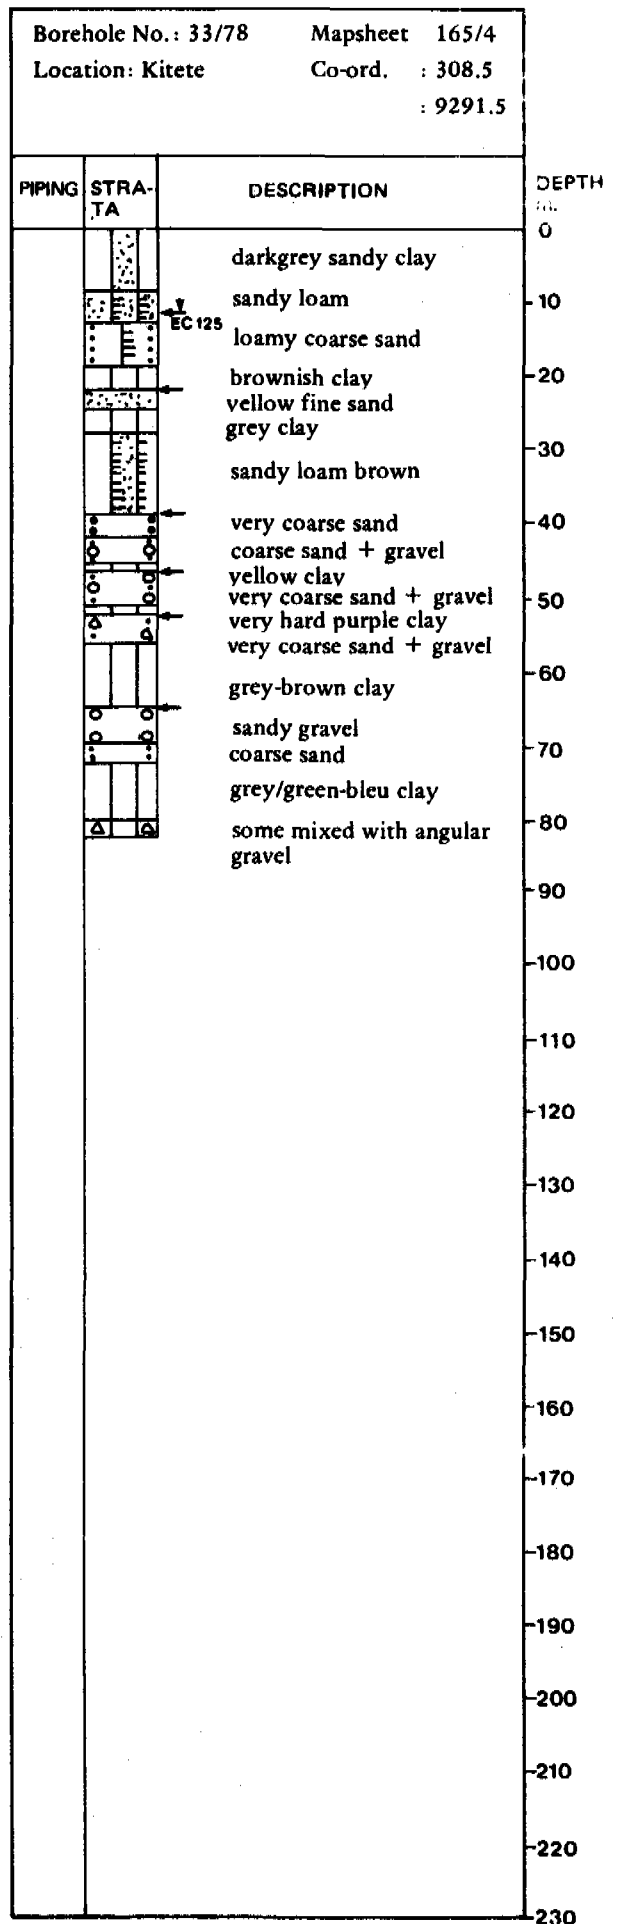 Borehole No.: 33/78 Mapsheet 165/4
Location: Kitete Co-ord. : 308.5
: 9291.5
PIPING STRA- DESCRIPTION DEPTH
TA m.
0
darkgrey sandy clay
sandy loam 10
EC 125
loamy coarse sand
brownish clay 20
yellow fine sand
grey clay
30
sandy loam brown
very coarse sand 40
coarse sand + gravel
yellow clay
very coarse sand + gravel 50
very hard purple clay
very coarse sand + gravel
60
grey-brown clay
sandy gravel
coarse sand 70
grey/green-bleu clay
some mixed with angular 80
gravel
90
100
110
120
130
140
150
160
170
180
190
200
210
220
230